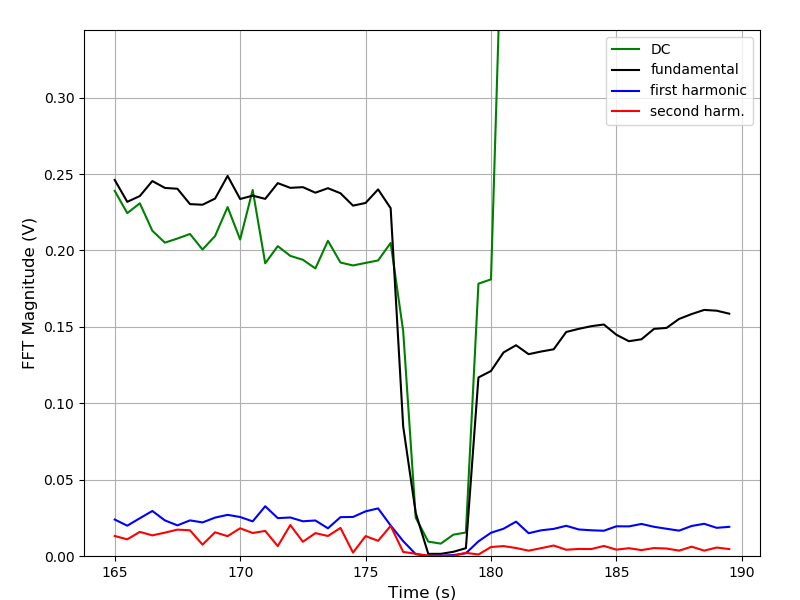 DC
fundamental
first harmonic
second harm.
FFT Magnitude (V)
0.30
0.25
0.20
0.15
0.10
0.05
0.00
165 170 175 180 185 190
Time (s)